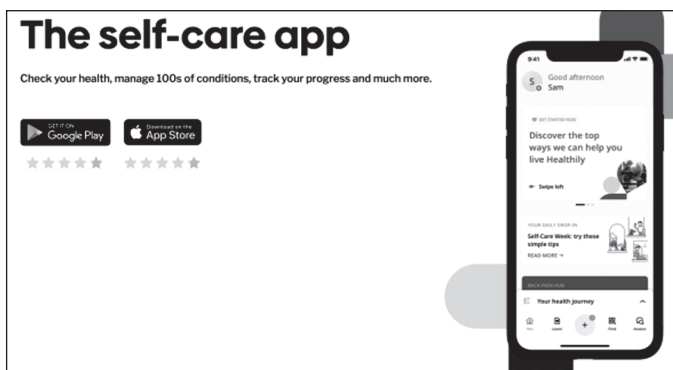 The self-care app
Check your health, manage 100s of conditions, track your progress and much more.
GET IT ON
Google Play
Download on the
App Store
9:41
S
Good afternoon
Sam
GET STARTED NOW
Discover the top
ways we can help you
live Healthily
Swipe left
YOUR DAILY DROP-IN
Self-Care Week: try these
simple tips
READ MORE →
BACK PAIN HUB
Your health journey
You
Learn
+
Find